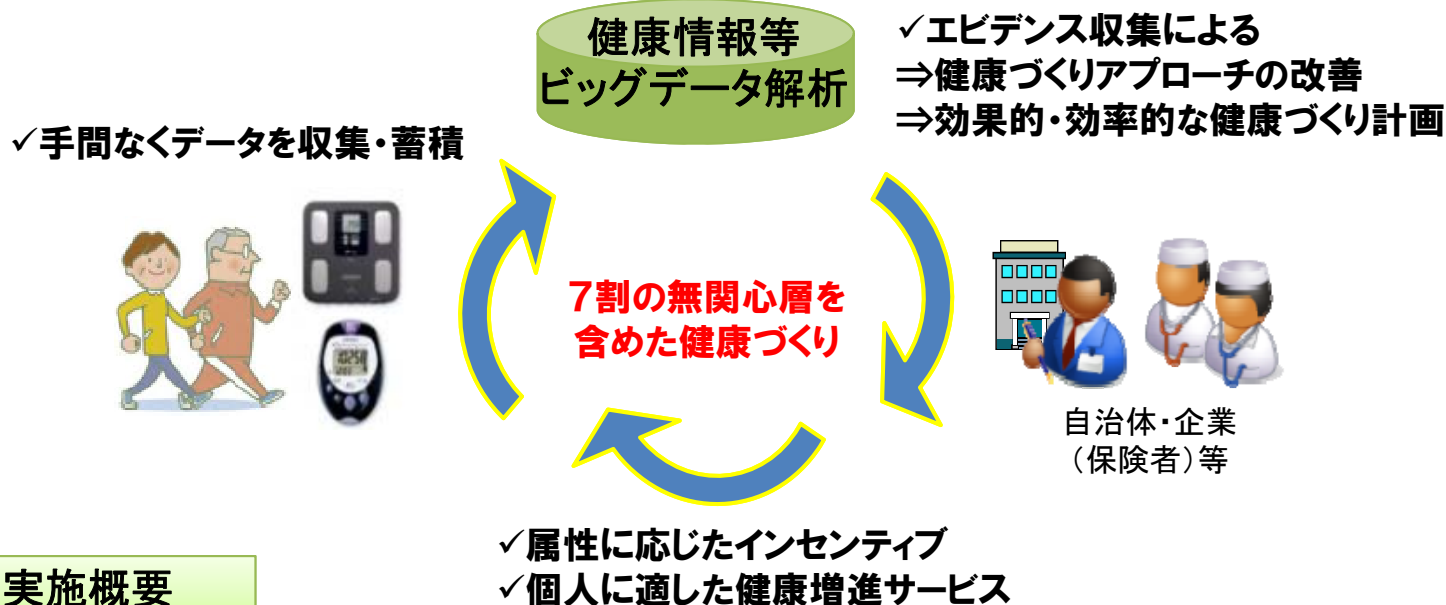 健康情報等
ビッグデータ解析
✓エビデンス収集による
⇒健康づくりアプローチの改善
⇒効果的・効率的な健康づくり計画
✓手間なくデータを収集・蓄積
7割の無関心層を
含めた健康づくり
自治体・企業
（保険者）等
✓属性に応じたインセンティブ
✓個人に適した健康増進サービス
実施概要